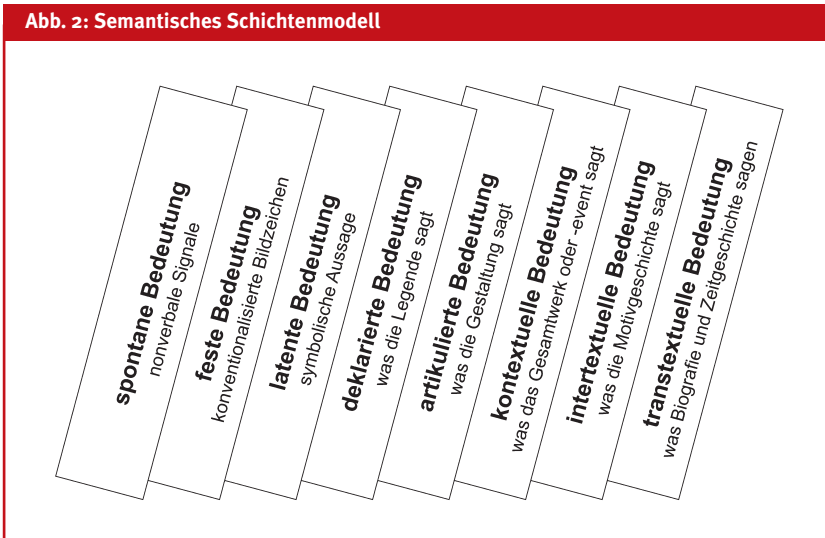 Abb. 2: Semantisches Schichtenmodell
spontane Bedeutung
nonverbale Signale
feste Bedeutung
konventionalisierte Bildzeichen
latente Bedeutung
symbolische Aussage
deklarierte Bedeutung
was die Legende sagt
artikulierte Bedeutung
was die Gestaltung sagt
kontextuelle Bedeutung
was das Gesamtwerk oder -event sagt
intertextuelle Bedeutung
was die Motivgeschichte sagt
transtextuelle Bedeutung
was Biografie und Zeitgeschichte sagen